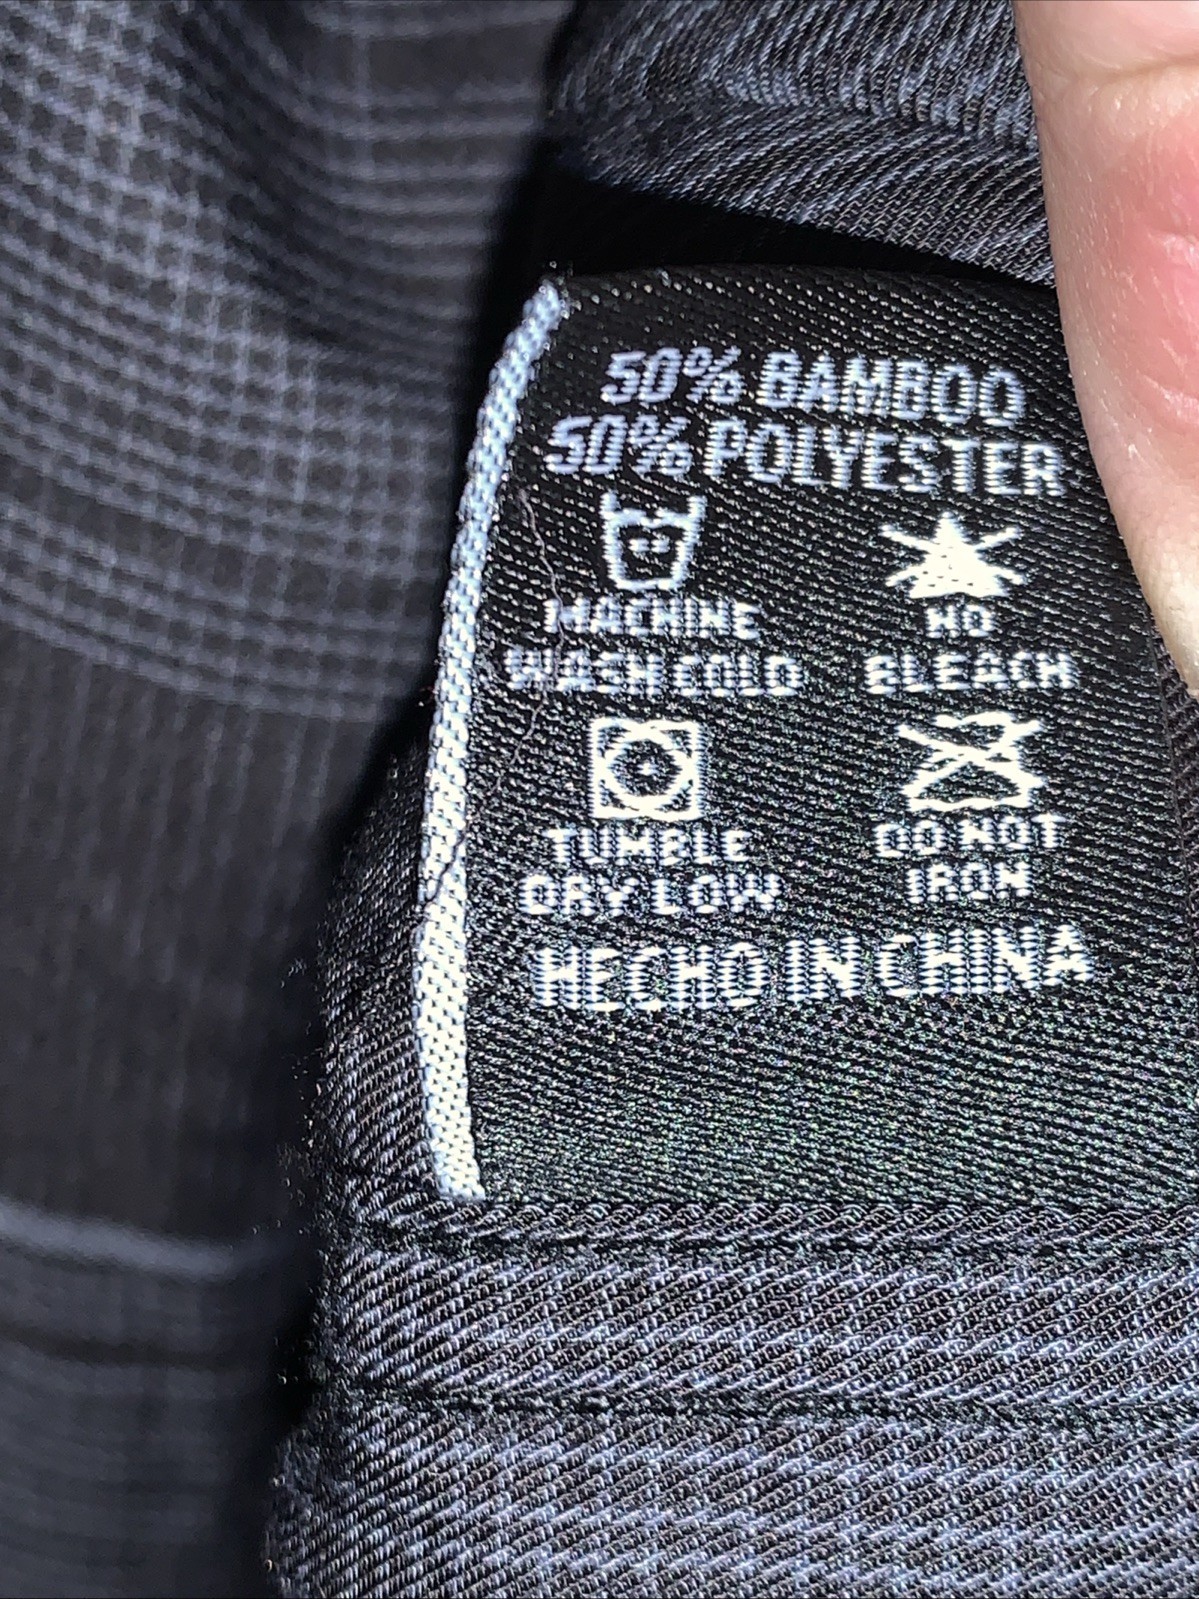 50% BAMBOO
50% POLYESTER
MACHINE
WASH COLD
NO
BLEACH
TUMBLE
DRY LOW
DO NOT
IRON
HECHO IN CHINA